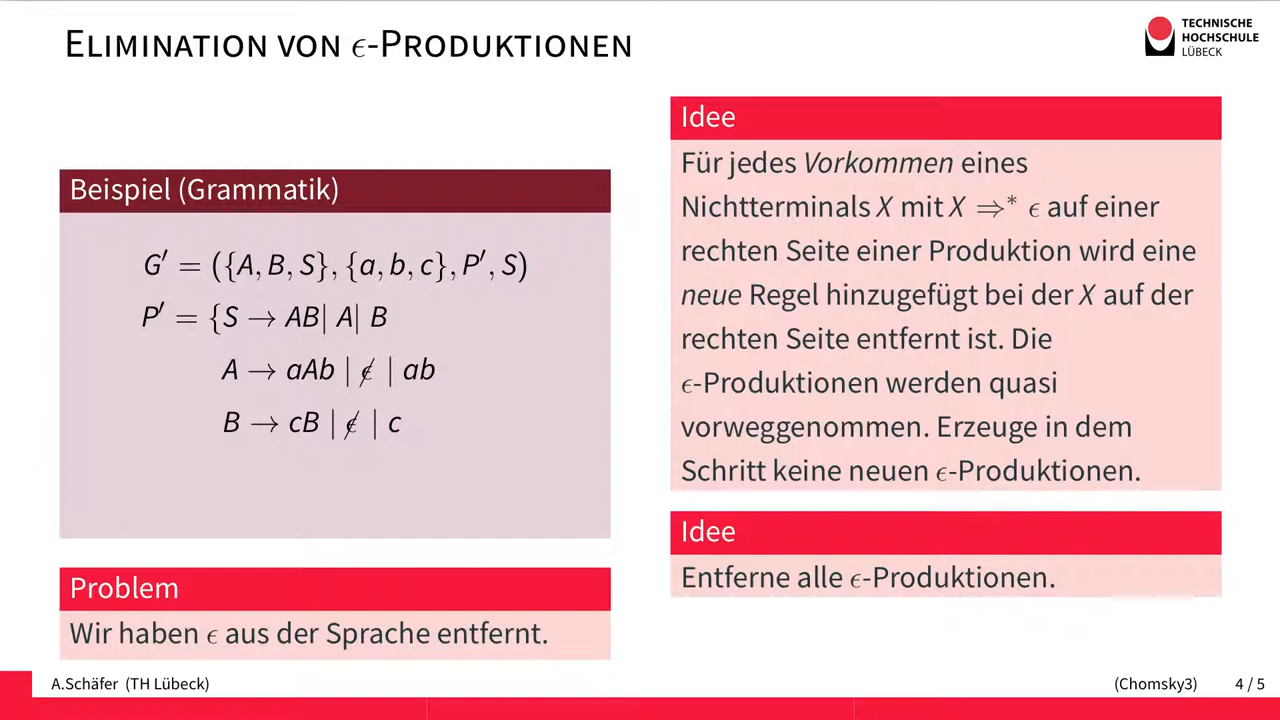 ELIMINATION VON ϵ-PRODUKTIONEN
TECHNISCHE
HOCHSCHULE
LÜBECK
Beispiel (Grammatik)
G′ = ({A, B, S}, {a, b, c}, P′, S)
P′ = {S → AB| A| B
A → aAb | ϵ̸ | ab
B → cB | ϵ̸ | c
Problem
Wir haben ϵ aus der Sprache entfernt.
Idee
Für jedes Vorkommen eines
Nichtterminals X mit X ⇒* ϵ auf einer
rechten Seite einer Produktion wird eine
neue Regel hinzugefügt bei der X auf der
rechten Seite entfernt ist. Die
ϵ-Produktionen werden quasi
vorweggenommen. Erzeuge in dem
Schritt keine neuen ϵ-Produktionen.
Idee
Entferne alle ϵ-Produktionen.
A.Schäfer (TH Lübeck)
(Chomsky3)
4 / 5